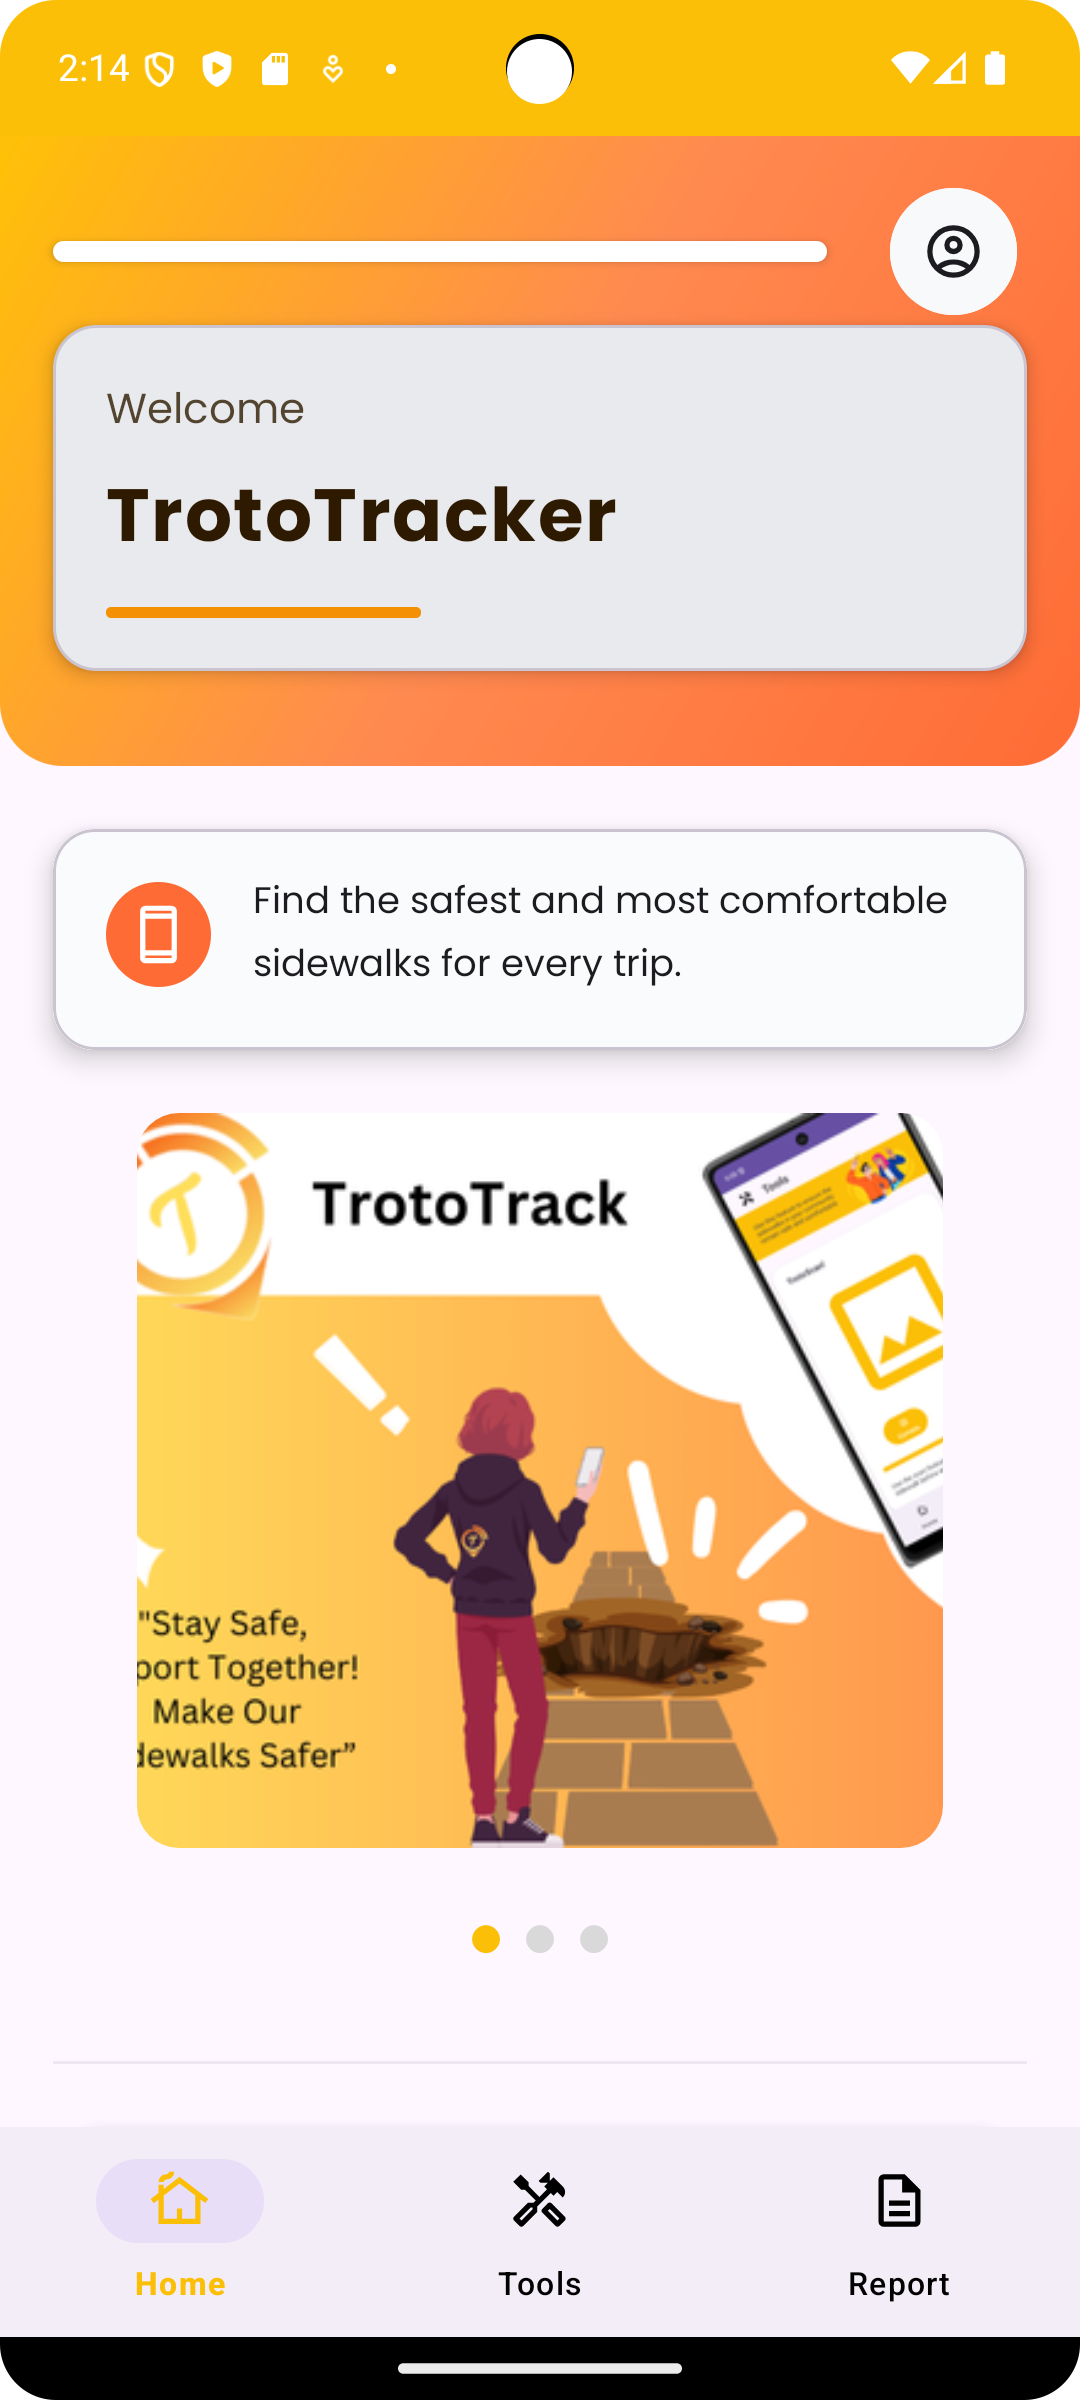 2:14
Welcome
TrotoTracker
Find the safest and most comfortable
sidewalks for every trip.
TrotoTrack
Tools
"Stay Safe,
port Together!
Make Our
dewalks Safer”
Home
Tools
Report